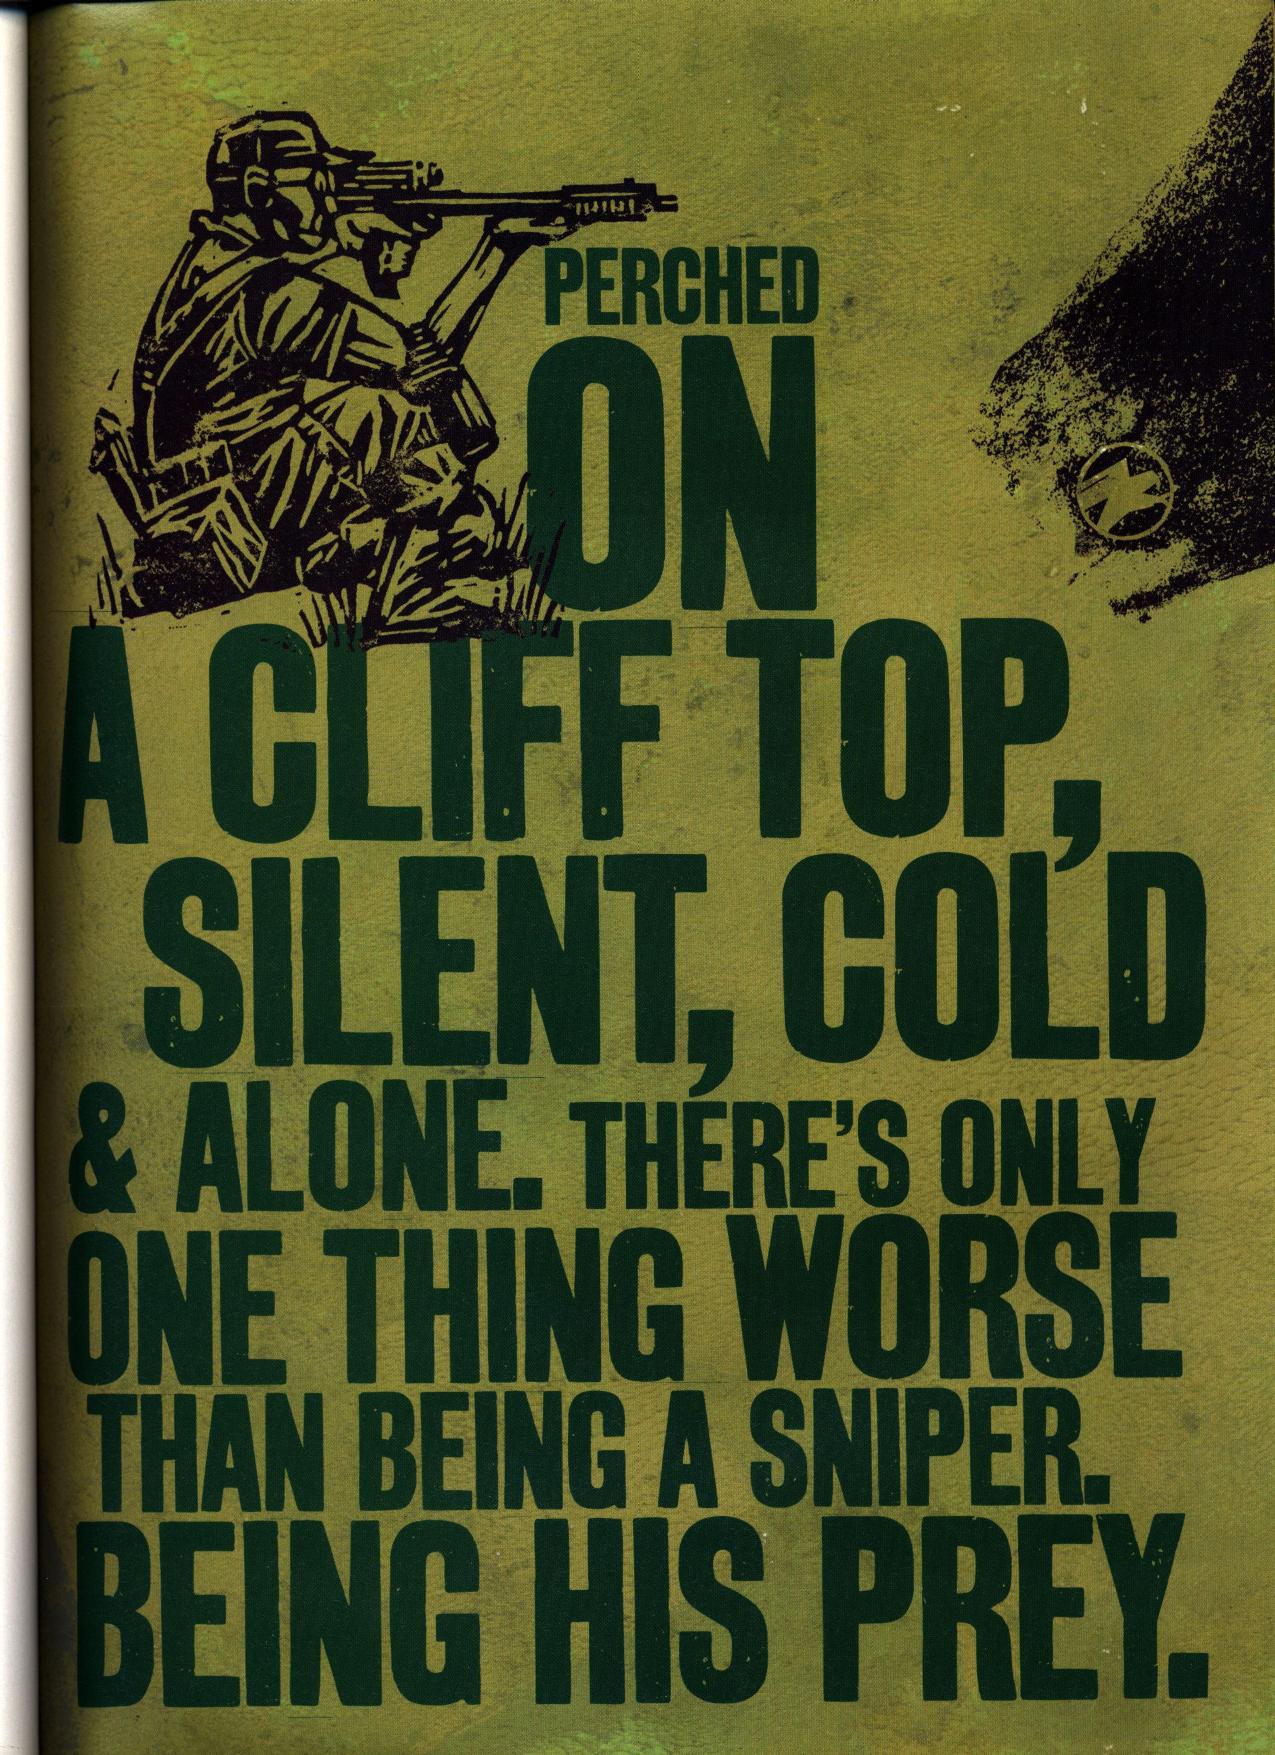 PERCHED
ON
A CLIFF TOP,
SILENT, COLD
& ALONE. THERE'S ONLY
ONE THING WORSE
THAN BEING A SNIPER.
BEING HIS PREY.